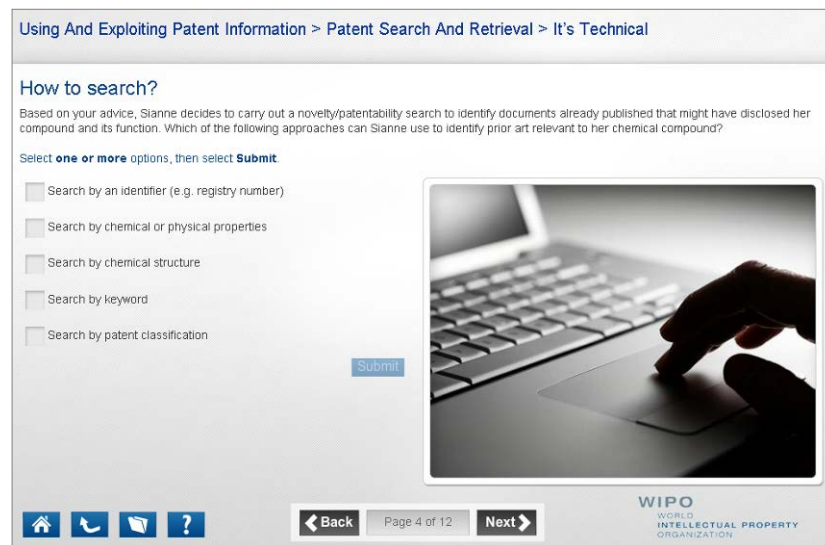 Using And Exploiting Patent Information > Patent Search And Retrieval > It's Technical
How to search?
Based on your advice, Sianne decides to carry out a novelty/patentability search to identify documents already published that might have disclosed her
compound and its function. Which of the following approaches can Sianne use to identify prior art relevant to her chemical compound?
Select one or more options, then select Submit.
Search by an identifier (e.g. registry number)
Search by chemical or physical properties
Search by chemical structure
Search by keyword
Search by patent classification
Submit
?
Back
Page 4 of 12
Next
WIPO
WORLD
INTELLECTUAL PROPERTY
ORGANIZATION